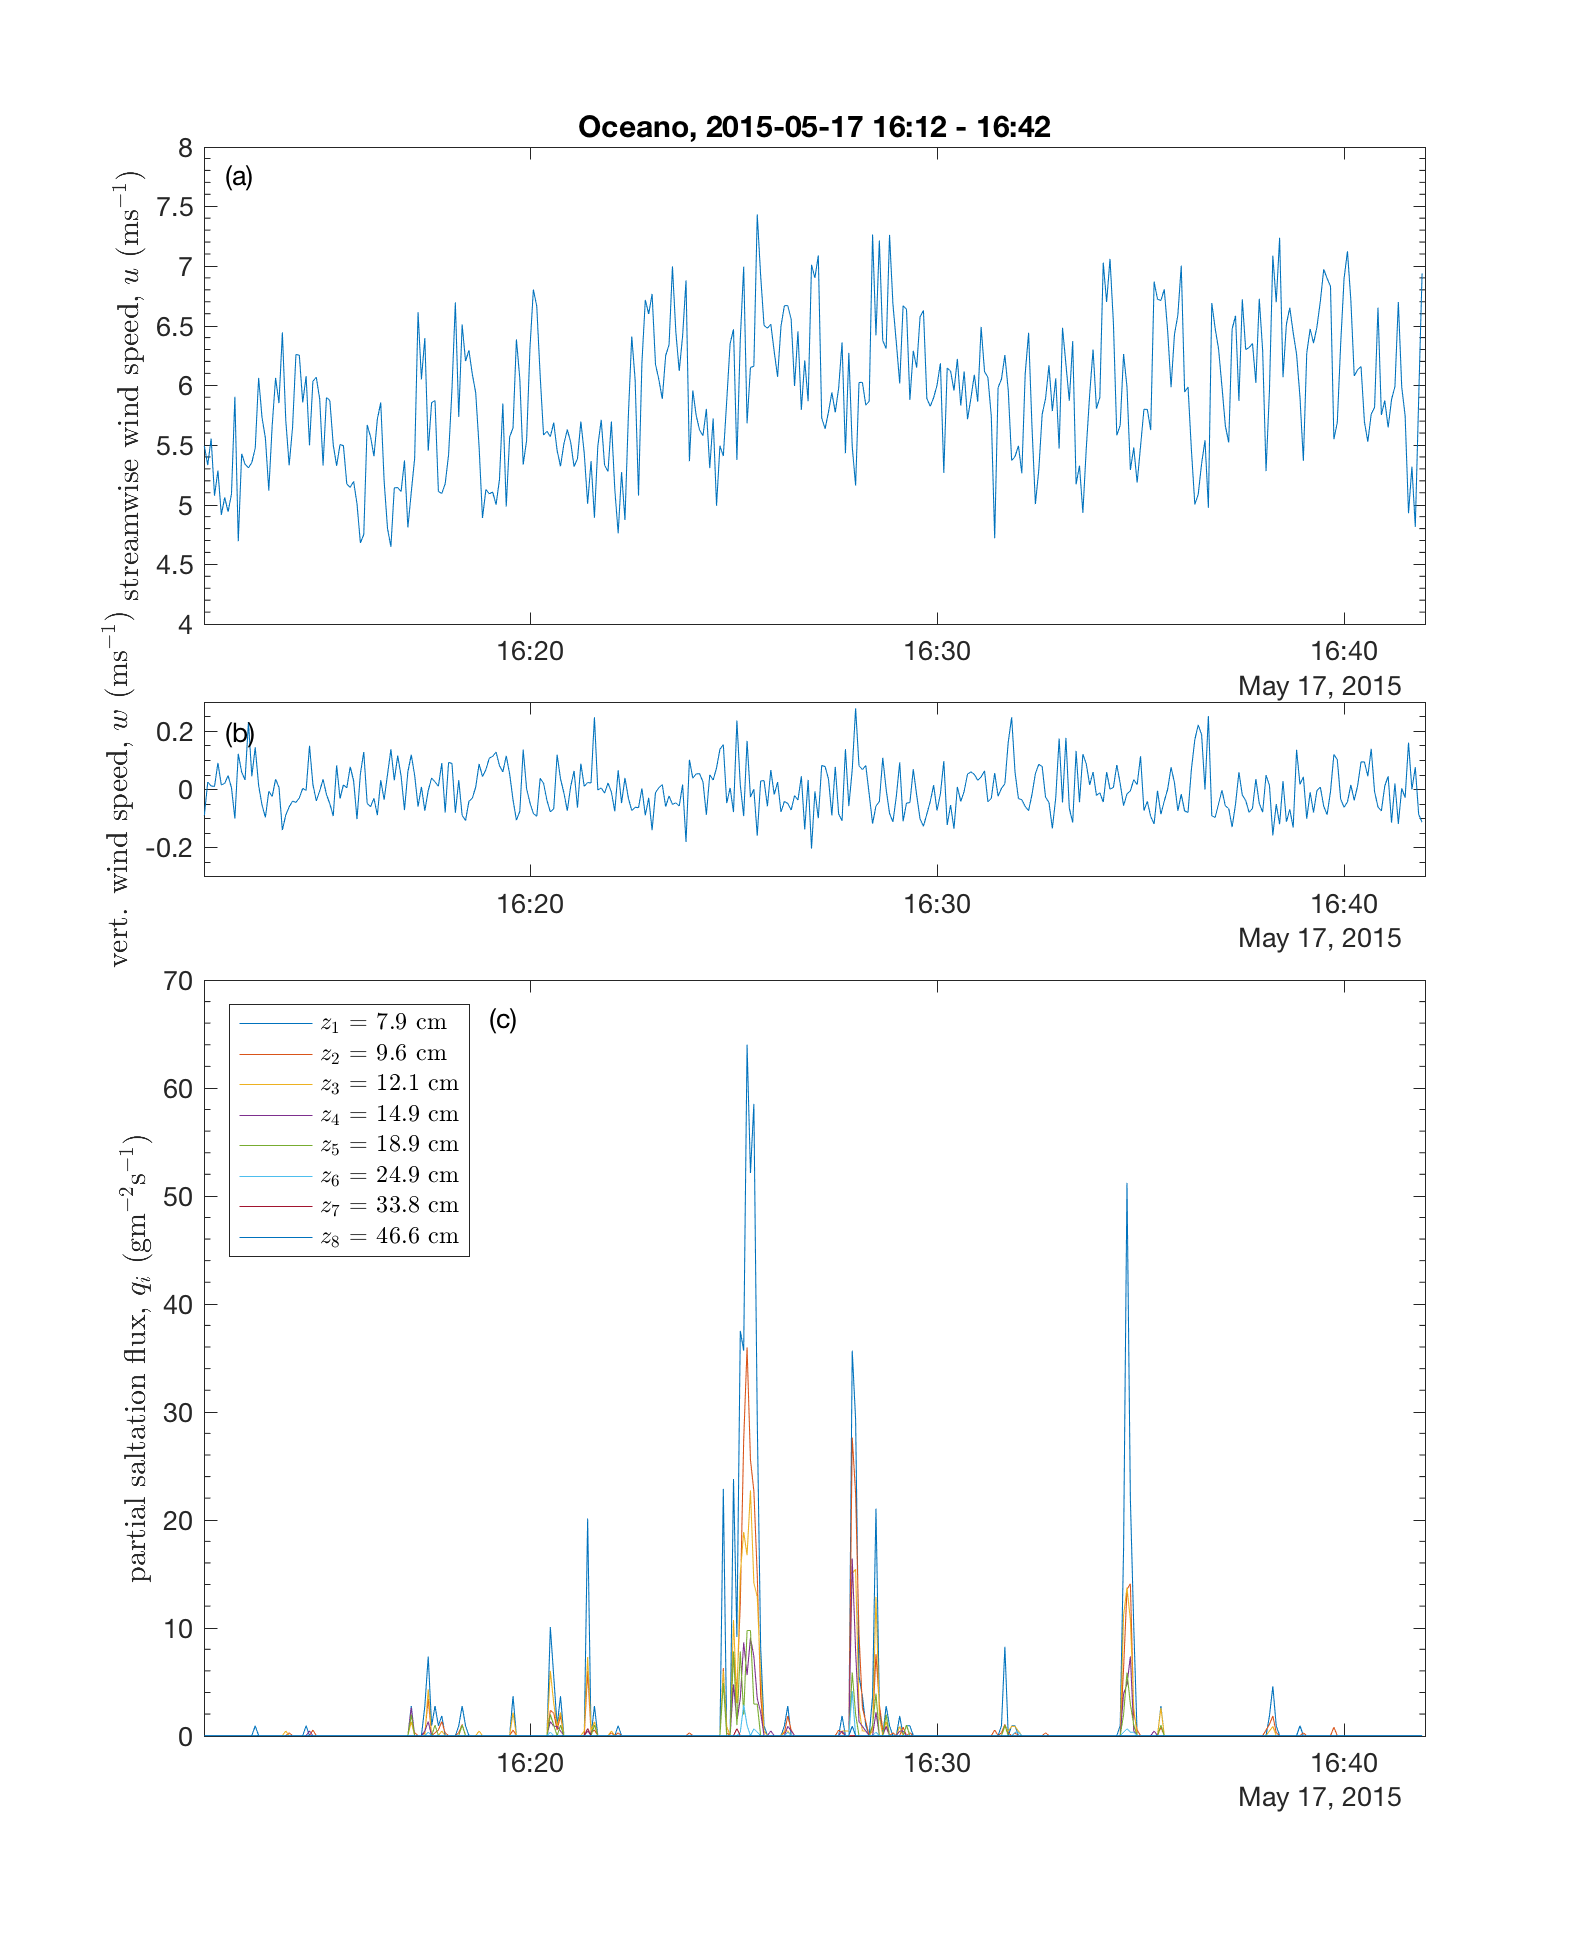 Oceano, 2015-05-17 16:12 - 16:42
(a)
8
7.5
7
6.5
6
5.5
5
4.5
4
streamwise wind speed, u (ms⁻¹)
16:20 16:30 16:40
May 17, 2015
(b)
0.2
0
-0.2
vert. wind speed, w (ms⁻¹)
16:20 16:30 16:40
May 17, 2015
(c)
70
60
50
40
30
20
10
0
partial saltation flux, qᵢ (gm⁻²s⁻¹)
z₁ = 7.9 cm
z₂ = 9.6 cm
z₃ = 12.1 cm
z₄ = 14.9 cm
z₅ = 18.9 cm
z₆ = 24.9 cm
z₇ = 33.8 cm
z₈ = 46.6 cm
16:20 16:30 16:40
May 17, 2015